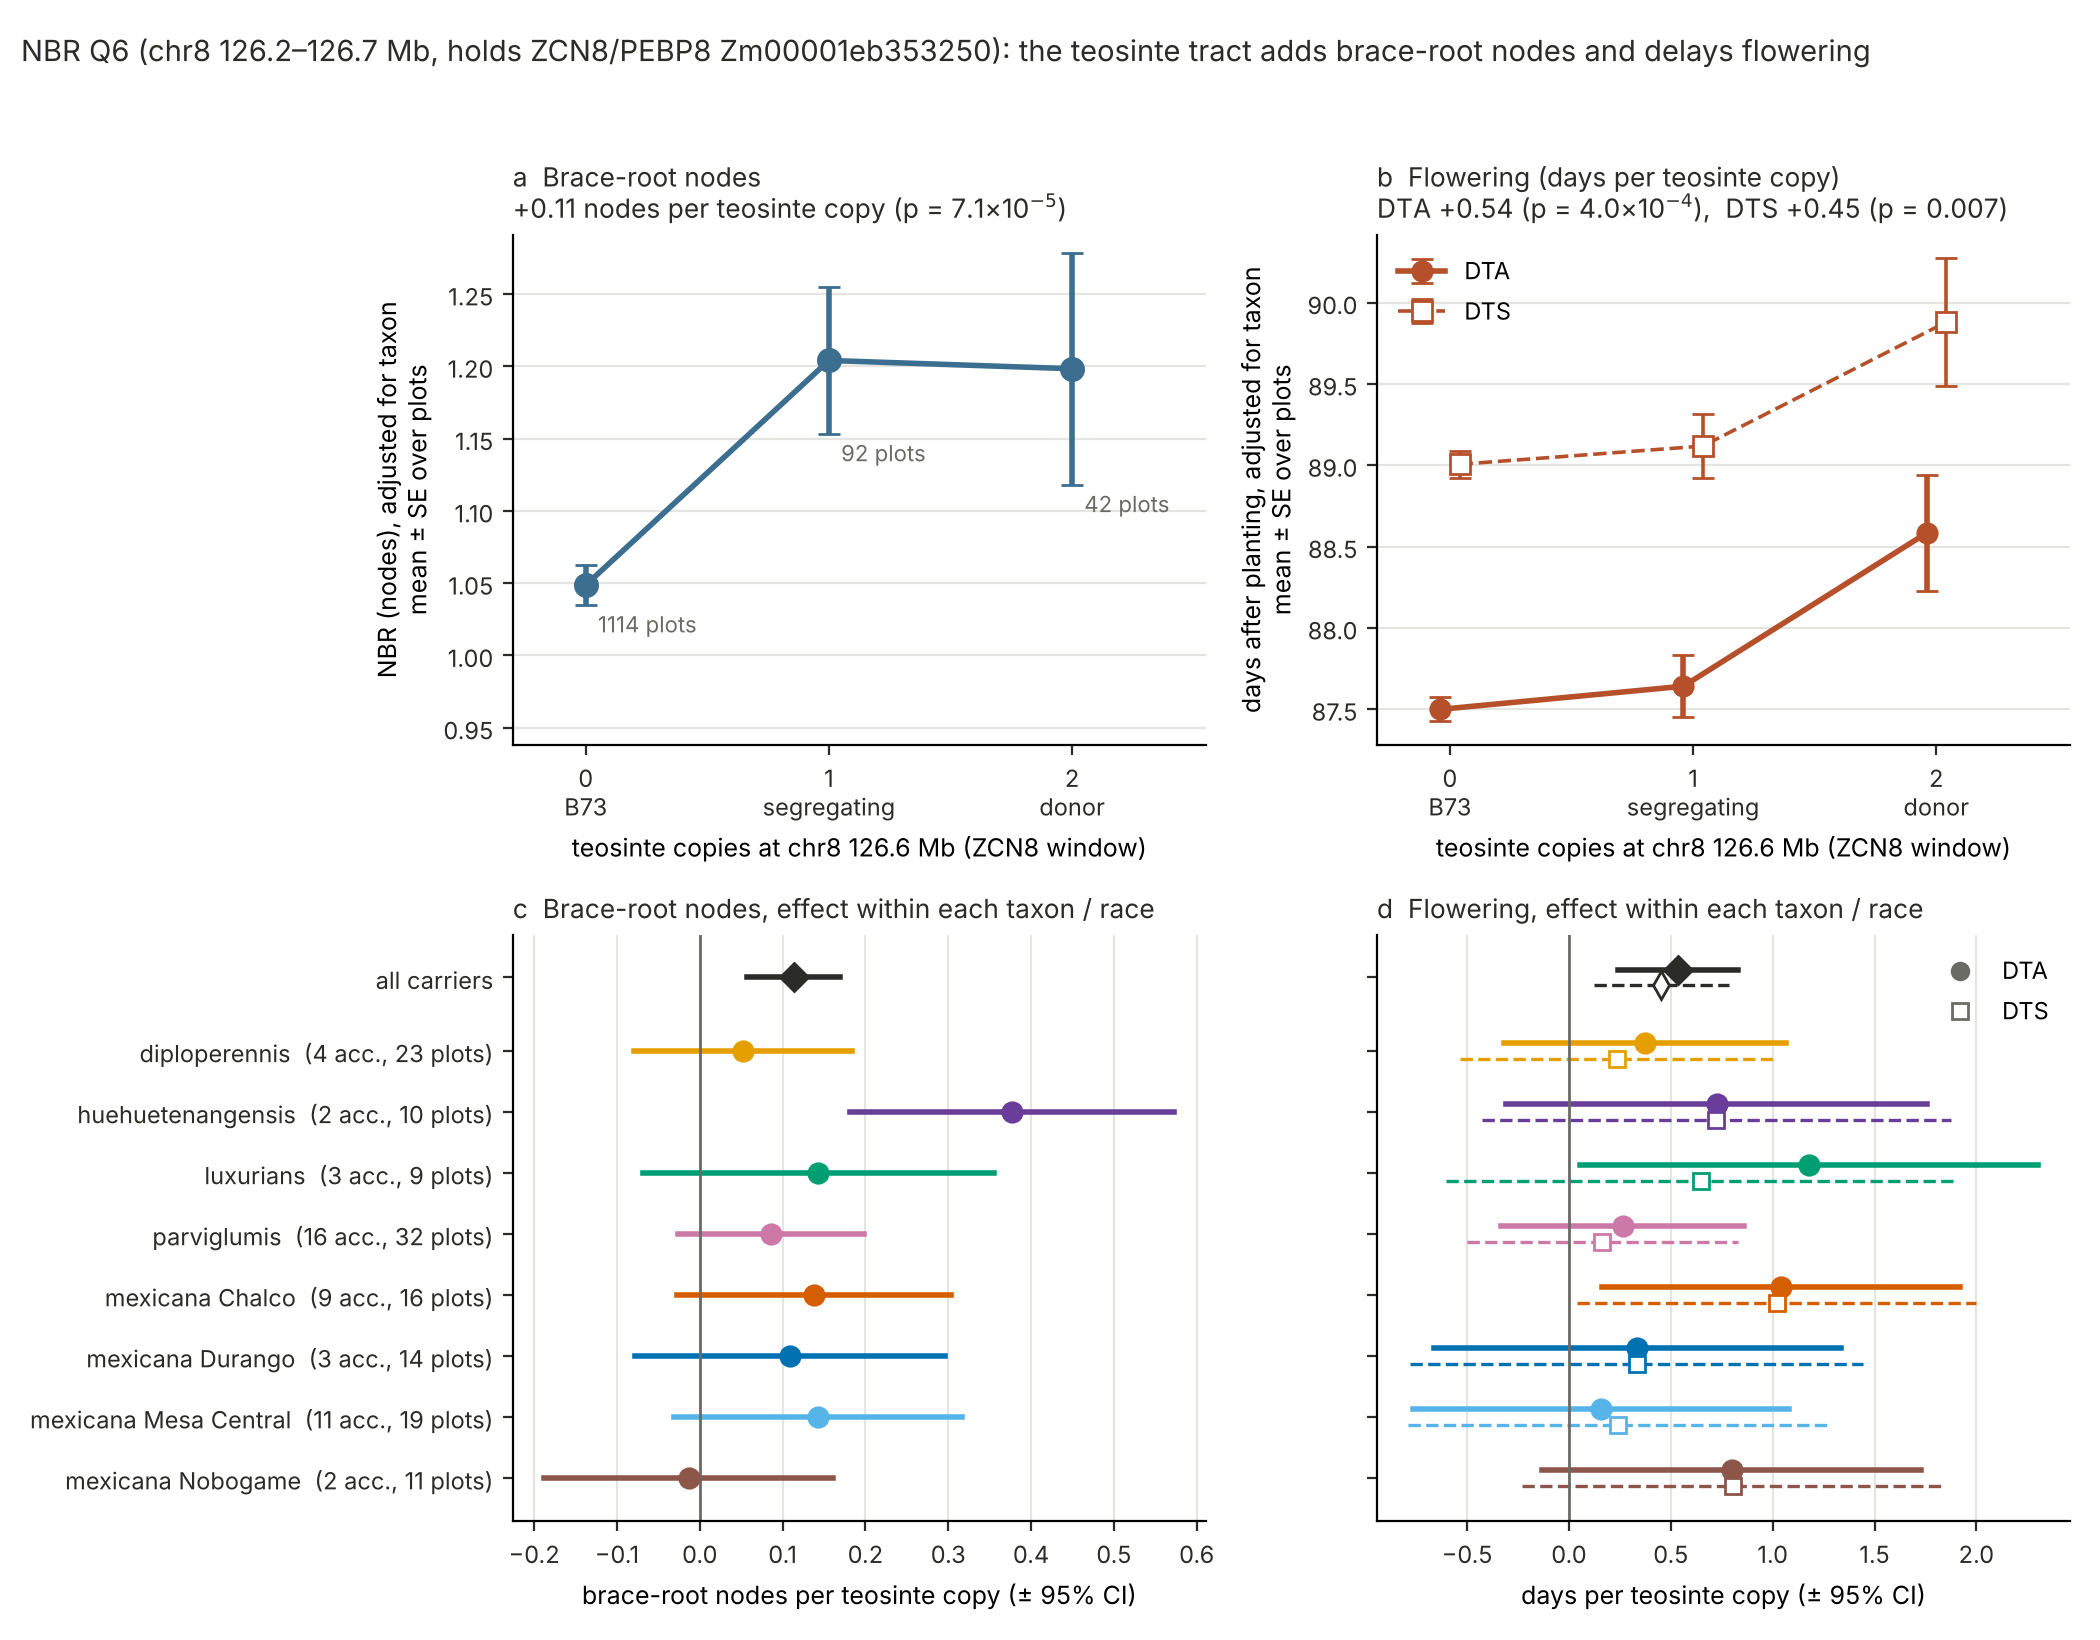 NBR Q6 (chr8 126.2–126.7 Mb, holds ZCN8/PEBP8 Zm00001eb353250): the teosinte tract adds brace-root nodes and delays flowering
a  Brace-root nodes
+0.11 nodes per teosinte copy (p = 7.1×10⁻⁵)
NBR (nodes), adjusted for taxon
mean ± SE over plots
1.25
1.20
1.15
1.10
1.05
1.00
0.95
1114 plots
92 plots
42 plots
0
B73
1
segregating
2
donor
teosinte copies at chr8 126.6 Mb (ZCN8 window)
b  Flowering (days per teosinte copy)
DTA +0.54 (p = 4.0×10⁻⁴),  DTS +0.45 (p = 0.007)
days after planting, adjusted for taxon
mean ± SE over plots
DTA
DTS
90.0
89.5
89.0
88.5
88.0
87.5
0
B73
1
segregating
2
donor
teosinte copies at chr8 126.6 Mb (ZCN8 window)
c  Brace-root nodes, effect within each taxon / race
all carriers
diploperennis  (4 acc., 23 plots)
huehuetenangensis  (2 acc., 10 plots)
luxurians  (3 acc., 9 plots)
parviglumis  (16 acc., 32 plots)
mexicana Chalco  (9 acc., 16 plots)
mexicana Durango  (3 acc., 14 plots)
mexicana Mesa Central  (11 acc., 19 plots)
mexicana Nobogame  (2 acc., 11 plots)
−0.2 −0.1 0.0 0.1 0.2 0.3 0.4 0.5 0.6
brace-root nodes per teosinte copy (± 95% CI)
d  Flowering, effect within each taxon / race
DTA
DTS
−0.5 0.0 0.5 1.0 1.5 2.0
days per teosinte copy (± 95% CI)